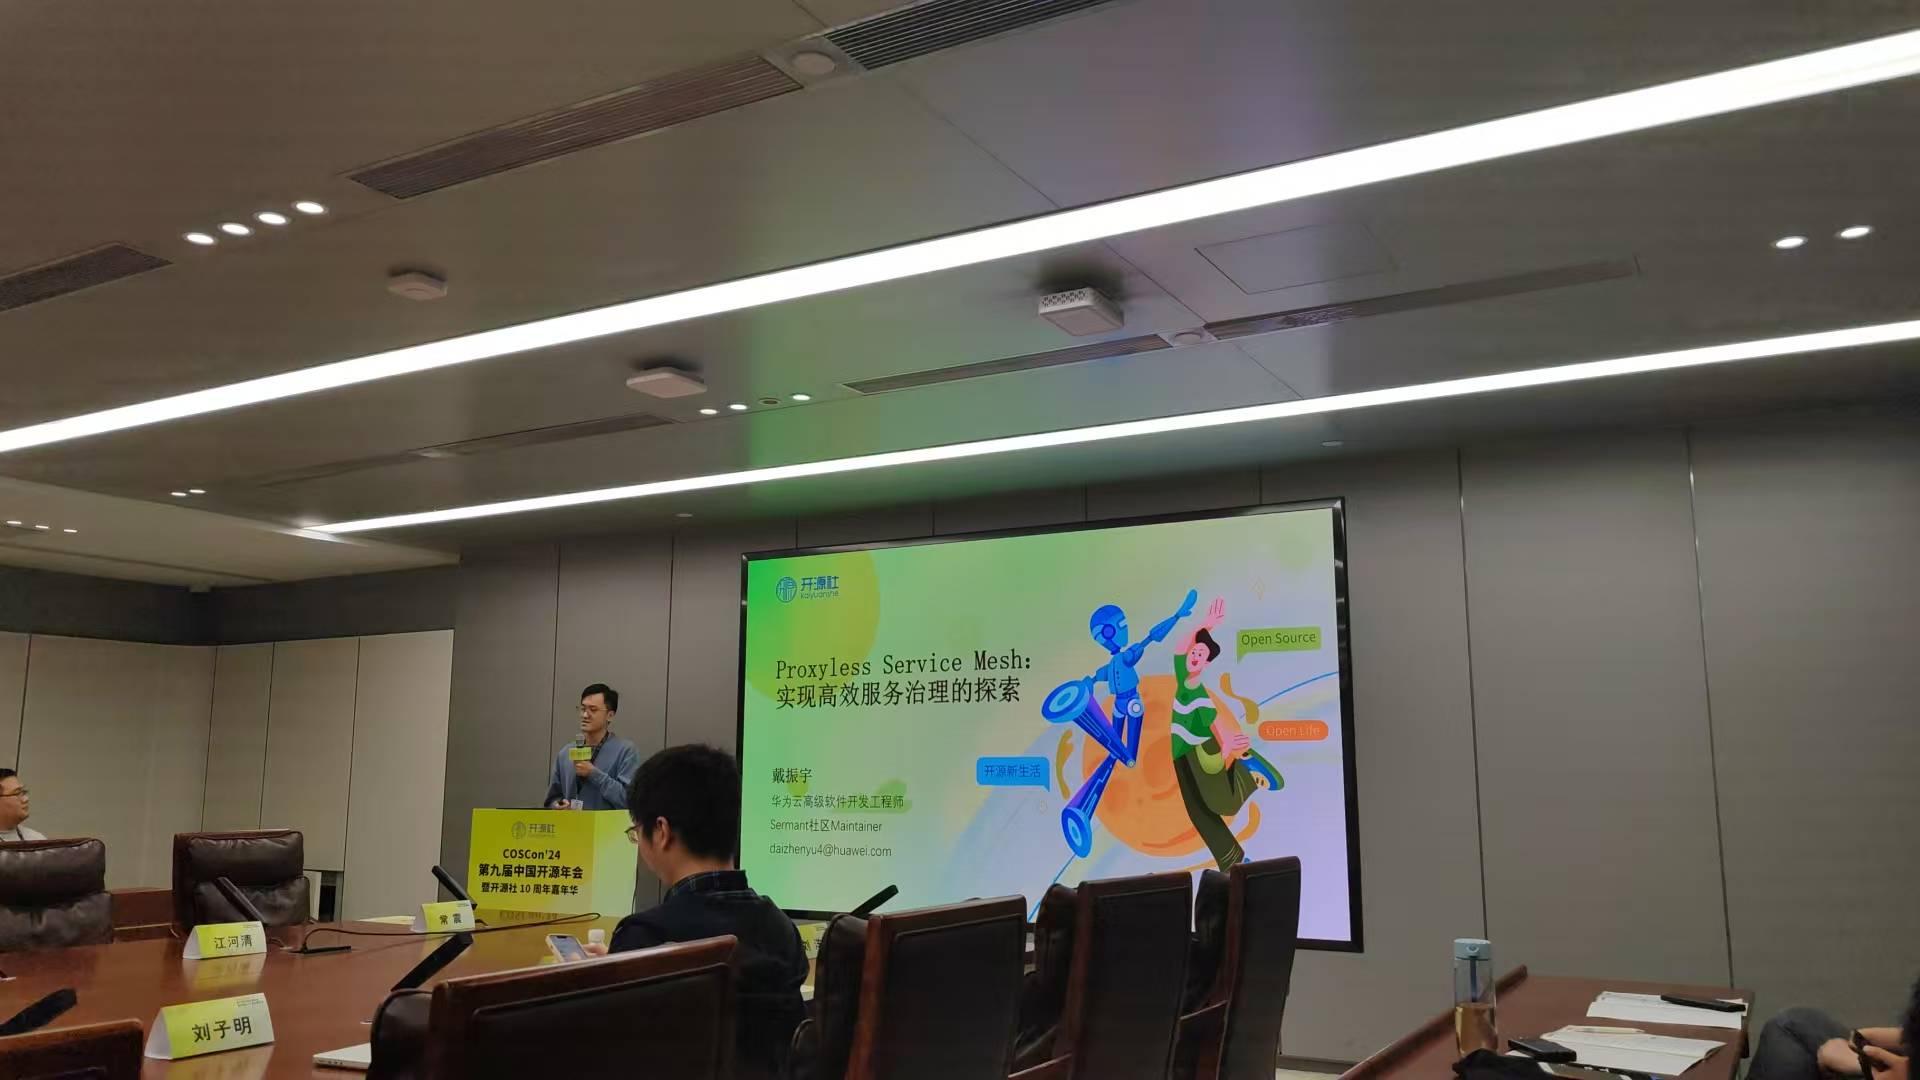 开源社
kaiyuanshe
Proxyless Service Mesh：
实现高效服务治理的探索
戴振宇
华为云高级软件开发工程师
Sermant社区Maintainer
daizhenyu4@huawei.com
Open Source
Open Life
开源新生活
开源社
COSCon'24
第九届中国开源年会
暨开源社 10 周年嘉年华
常震
江河清
刘子明